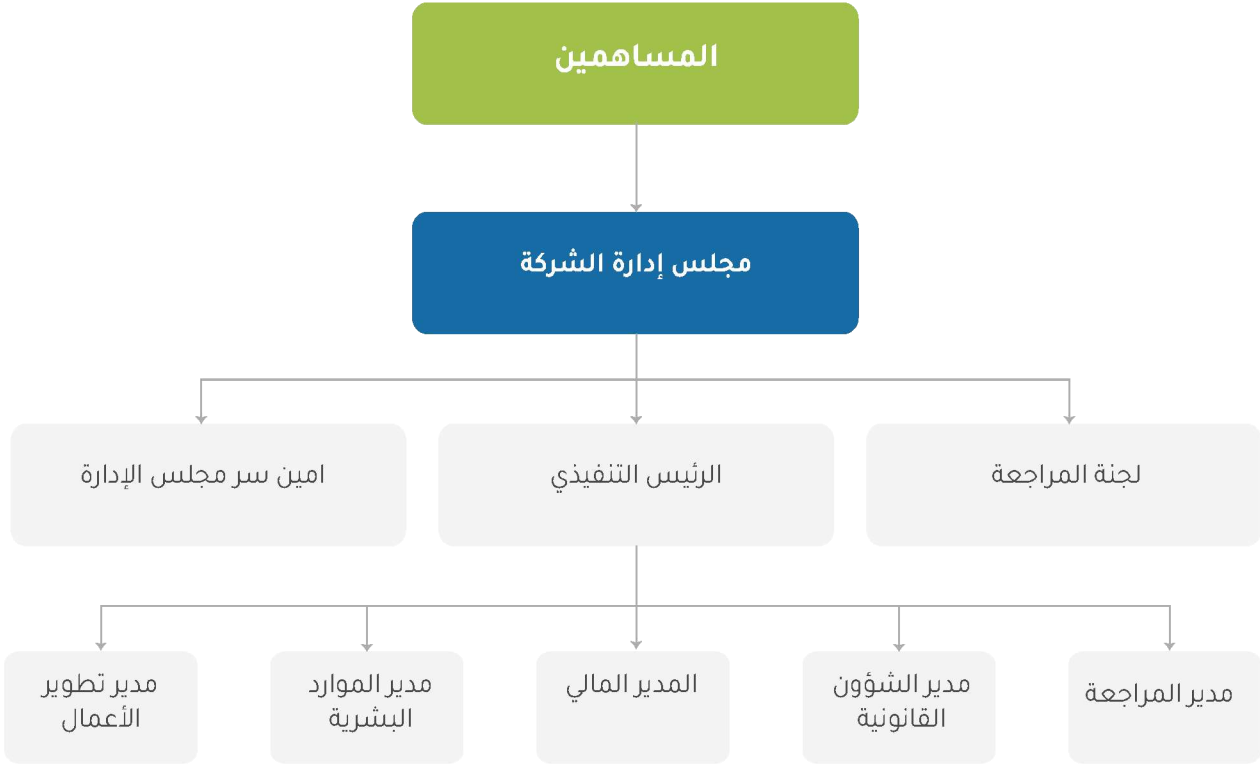 المساهمين
مجلس إدارة الشركة
لجنة المراجعة
الرئيس التنفيذي
امين سر مجلس الإدارة
مدير المراجعة
مدير الشؤون
القانونية
المدير المالي
مدير الموارد
البشرية
مدير تطوير
الأعمال